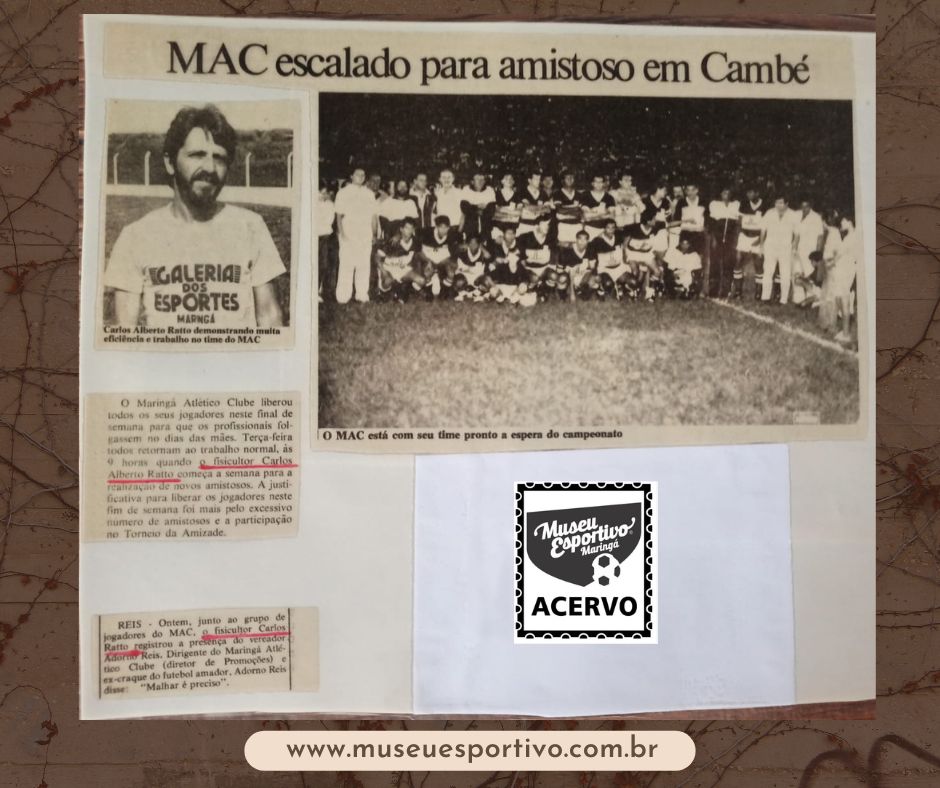 MAC escalado para amistoso em Cambé
GALERIA
DOS
ESPORTES
MARINGÁ
Carlos Alberto Ratto demonstrando muita
eficiência e trabalho no time do MAC
O MAC está com seu time pronto a espera do campeonato
O Maringá Atlético Clube liberou
todos os seus jogadores neste final de
semana para que os profissionais fol-
gassem no dias das mães. Terça-feira
todos retornam ao trabalho normal, às
9 horas quando o fisicultor Carlos
Alberto Ratto começa a semana para a
realização de novos amistosos. A justi-
ficativa para liberar os jogadores neste
fim de semana foi mais pelo excessivo
número de amistosos e a participação
no Torneio da Amizade.
REIS - Ontem, junto ao grupo de
jogadores do MAC, o fisicultor Carlos
Ratto registrou a presença do vereador
Adorno Reis. Dirigente do Maringá Atlé-
tico Clube (diretor de Promoções) e
ex-craque do futebol amador, Adorno Reis
disse: "Malhar é preciso".
Museu
Esportivo
Maringá
ACERVO
www.museuesportivo.com.br